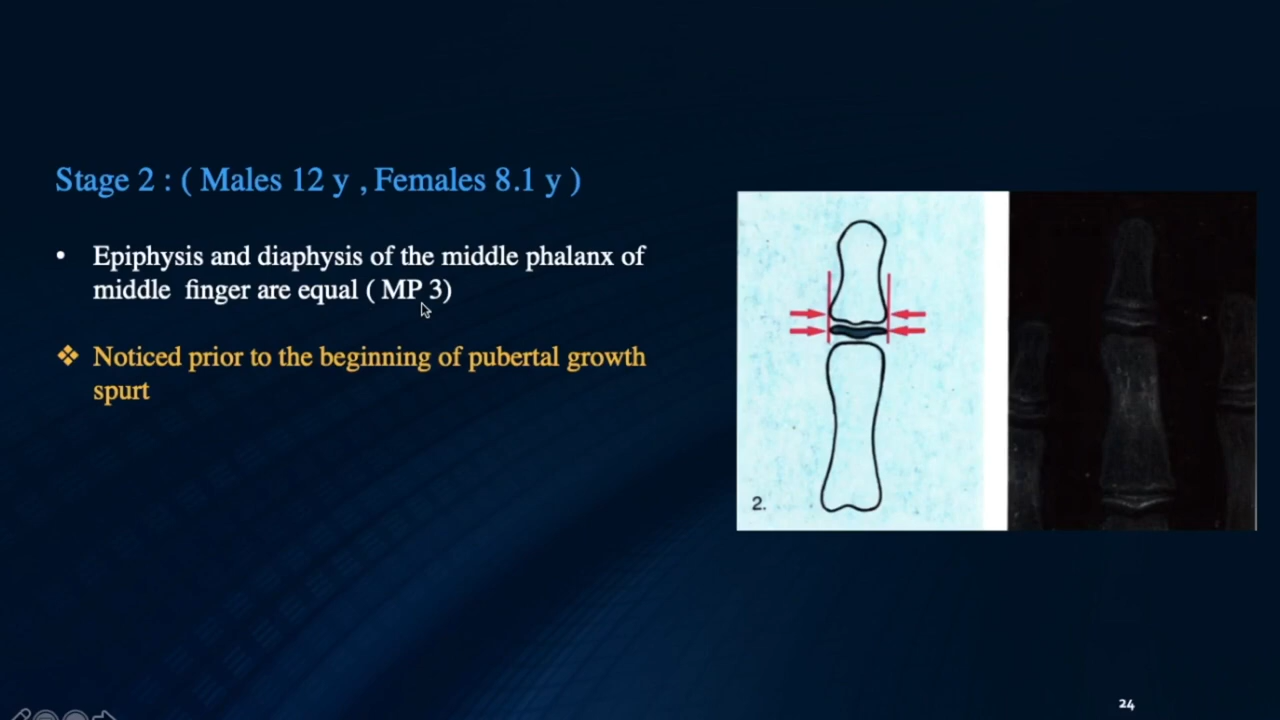 Stage 2 : ( Males 12 y , Females 8.1 y )
• Epiphysis and diaphysis of the middle phalanx of
middle finger are equal ( MP 3)
❖ Noticed prior to the beginning of pubertal growth
spurt
2.
24